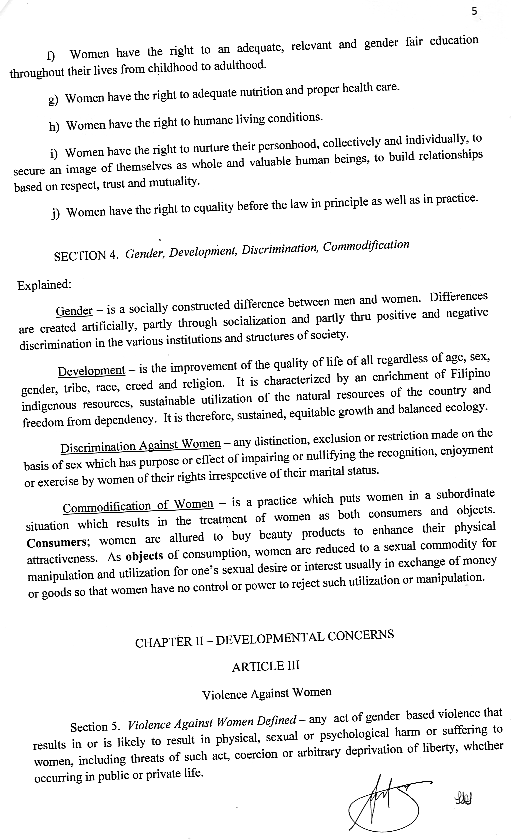 5
f) Women have the right to an adequate, relevant and gender fair education
throughout their lives from childhood to adulthood.
g) Women have the right to adequate nutrition and proper health care.
h) Women have the right to humane living conditions.
i) Women have the right to nurture their personhood, collectively and individually, to
secure an image of themselves as whole and valuable human beings, to build relationships
based on respect, trust and mutuality.
j) Women have the right to equality before the law in principle as well as in practice.
SECTION 4. Gender, Development, Discrimination, Commodification
Explained:
Gender – is a socially constructed difference between men and women. Differences
are created artificially, partly through socialization and partly thru positive and negative
discrimination in the various institutions and structures of society.
Development – is the improvement of the quality of life of all regardless of age, sex,
gender, tribe, race, creed and religion. It is characterized by an enrichment of Filipino
indigenous resources, sustainable utilization of the natural resources of the country and
freedom from dependency. It is therefore, sustained, equitable growth and balanced ecology.
Discrimination Against Women – any distinction, exclusion or restriction made on the
basis of sex which has purpose or effect of impairing or nullifying the recognition, enjoyment
or exercise by women of their rights irrespective of their marital status.
Commodification of Women – is a practice which puts women in a subordinate
situation which results in the treatment of women as both consumers and objects.
Consumers; women are allured to buy beauty products to enhance their physical
attractiveness. As objects of consumption, women are reduced to a sexual commodity for
manipulation and utilization for one's sexual desire or interest usually in exchange of money
or goods so that women have no control or power to reject such utilization or manipulation.
CHAPTER II – DEVELOPMENTAL CONCERNS
ARTICLE III
Violence Against Women
Section 5. Violence Against Women Defined – any act of gender based violence that
results in or is likely to result in physical, sexual or psychological harm or suffering to
women, including threats of such act, coercion or arbitrary deprivation of liberty, whether
occurring in public or private life.